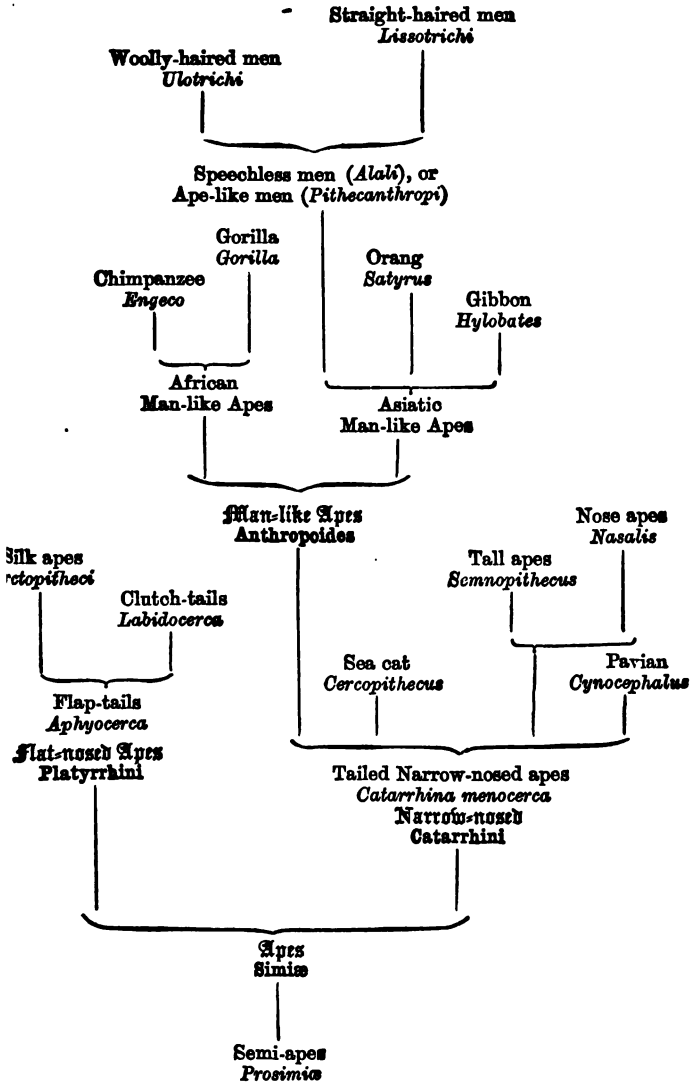 Straight-haired men
Lissotrichi
Woolly-haired men
Ulotrichi
Speechless men (Alali), or
Ape-like men (Pithecanthropi)
Gorilla
Gorilla
Orang
Satyrus
Chimpanzee
Engeco
Gibbon
Hylobates
African
Man-like Apes
Asiatic
Man-like Apes
Man-like Apes
Anthropoides
Nose apes
Nasalis
Silk apes
rctopitheci
Tall apes
Semnopithecus
Clutch-tails
Labidocerca
Sea cat
Cercopithecus
Pavian
Cynocephalus
Flap-tails
Aphyocerca
Flat-nosed Apes
Platyrrhini
Tailed Narrow-nosed apes
Catarrhina menocerca
Narrow-nosed
Catarrhini
Apes
Simiæ
Semi-apes
Prosimiæ